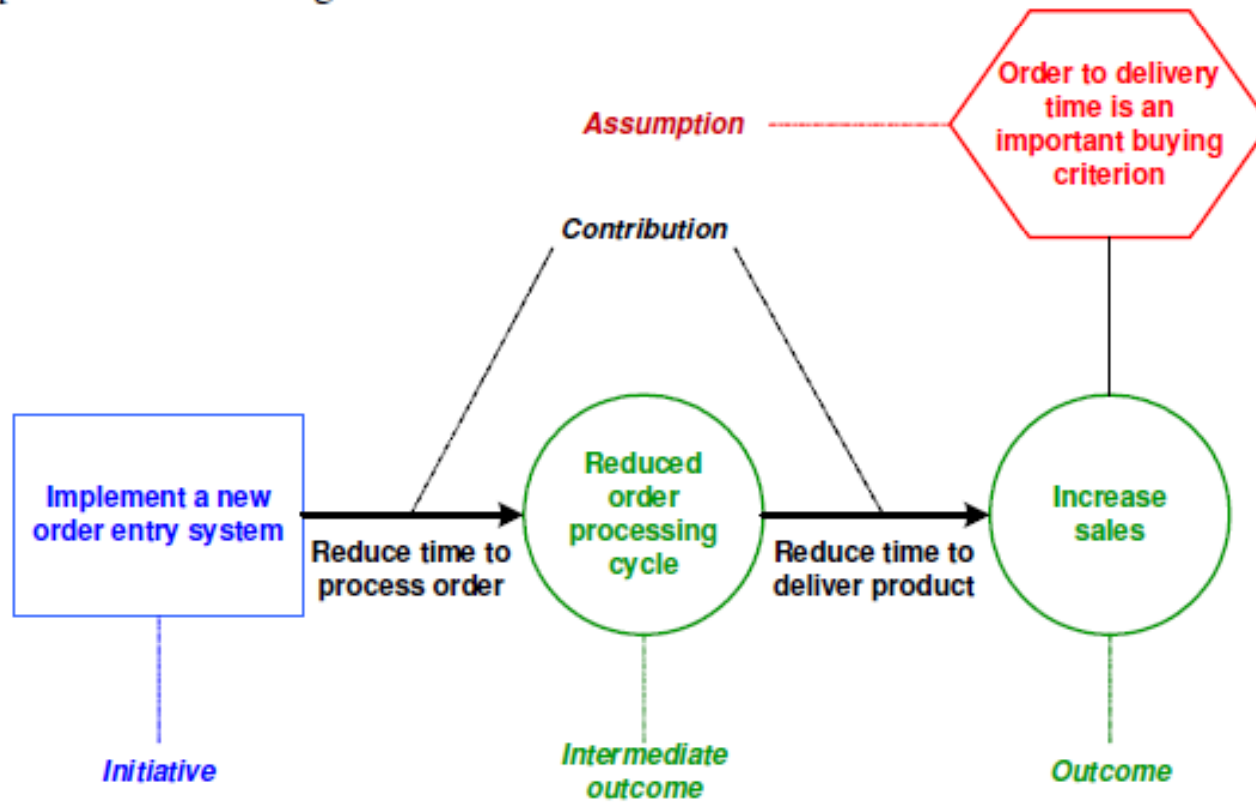 Order to delivery
time is an
important buying
criterion
Assumption
Contribution
Implement a new
order entry system
Reduce time to
process order
Reduced
order
processing
cycle
Reduce time to
deliver product
Increase
sales
Initiative
Intermediate
outcome
Outcome